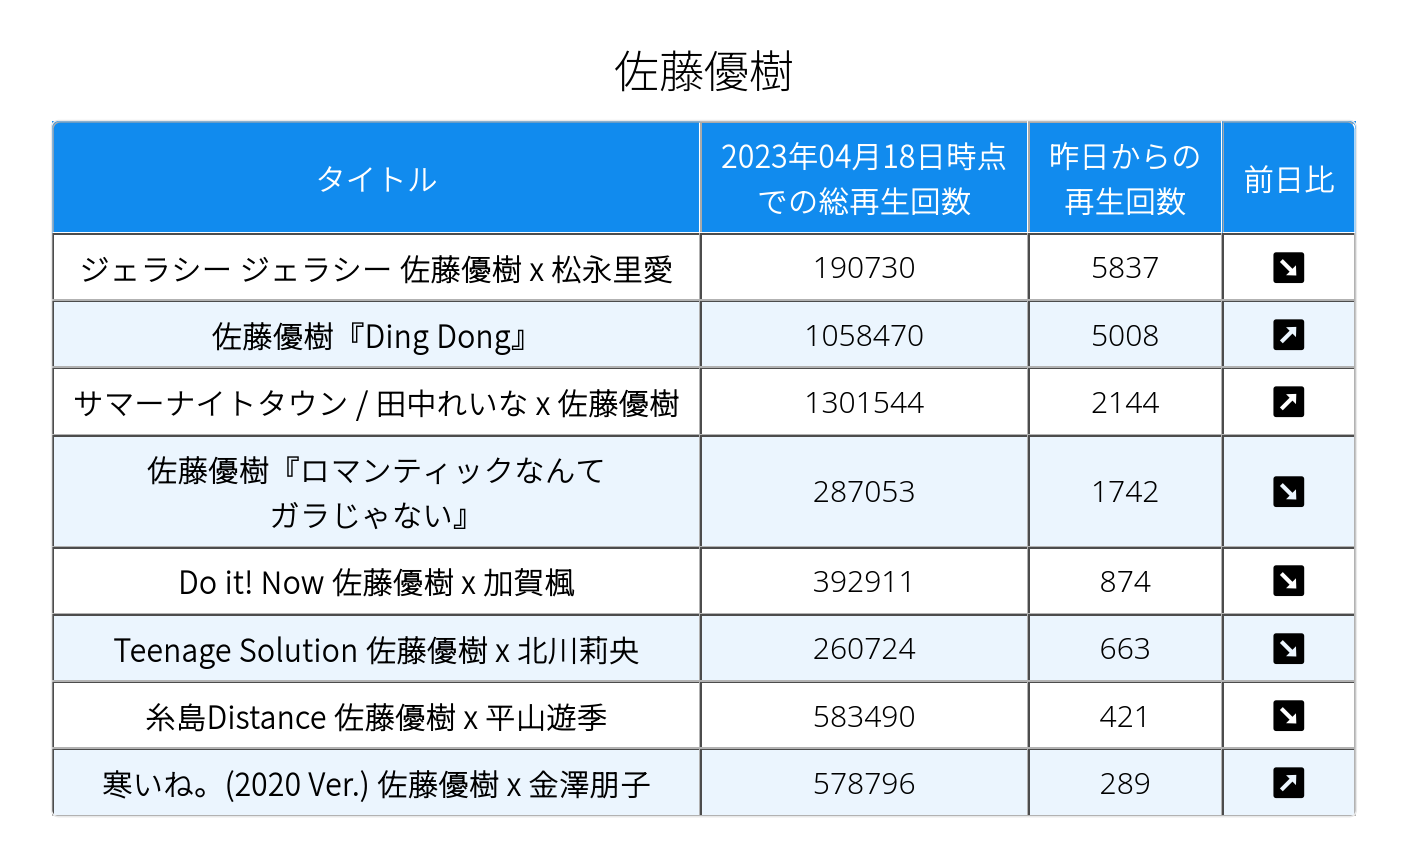 佐藤優樹
タイトル
2023年04月18日時点
での総再生回数
昨日からの
再生回数
前日比
ジェラシー ジェラシー 佐藤優樹 x 松永里愛 190730 5837 ↘
佐藤優樹『Ding Dong』 1058470 5008 ↗
サマーナイトタウン / 田中れいな x 佐藤優樹 1301544 2144 ↗
佐藤優樹『ロマンティックなんて
ガラじゃない』 287053 1742 ↘
Do it! Now 佐藤優樹 x 加賀楓 392911 874 ↘
Teenage Solution 佐藤優樹 x 北川莉央 260724 663 ↘
糸島Distance 佐藤優樹 x 平山遊季 583490 421 ↘
寒いね。(2020 Ver.) 佐藤優樹 x 金澤朋子 578796 289 ↗